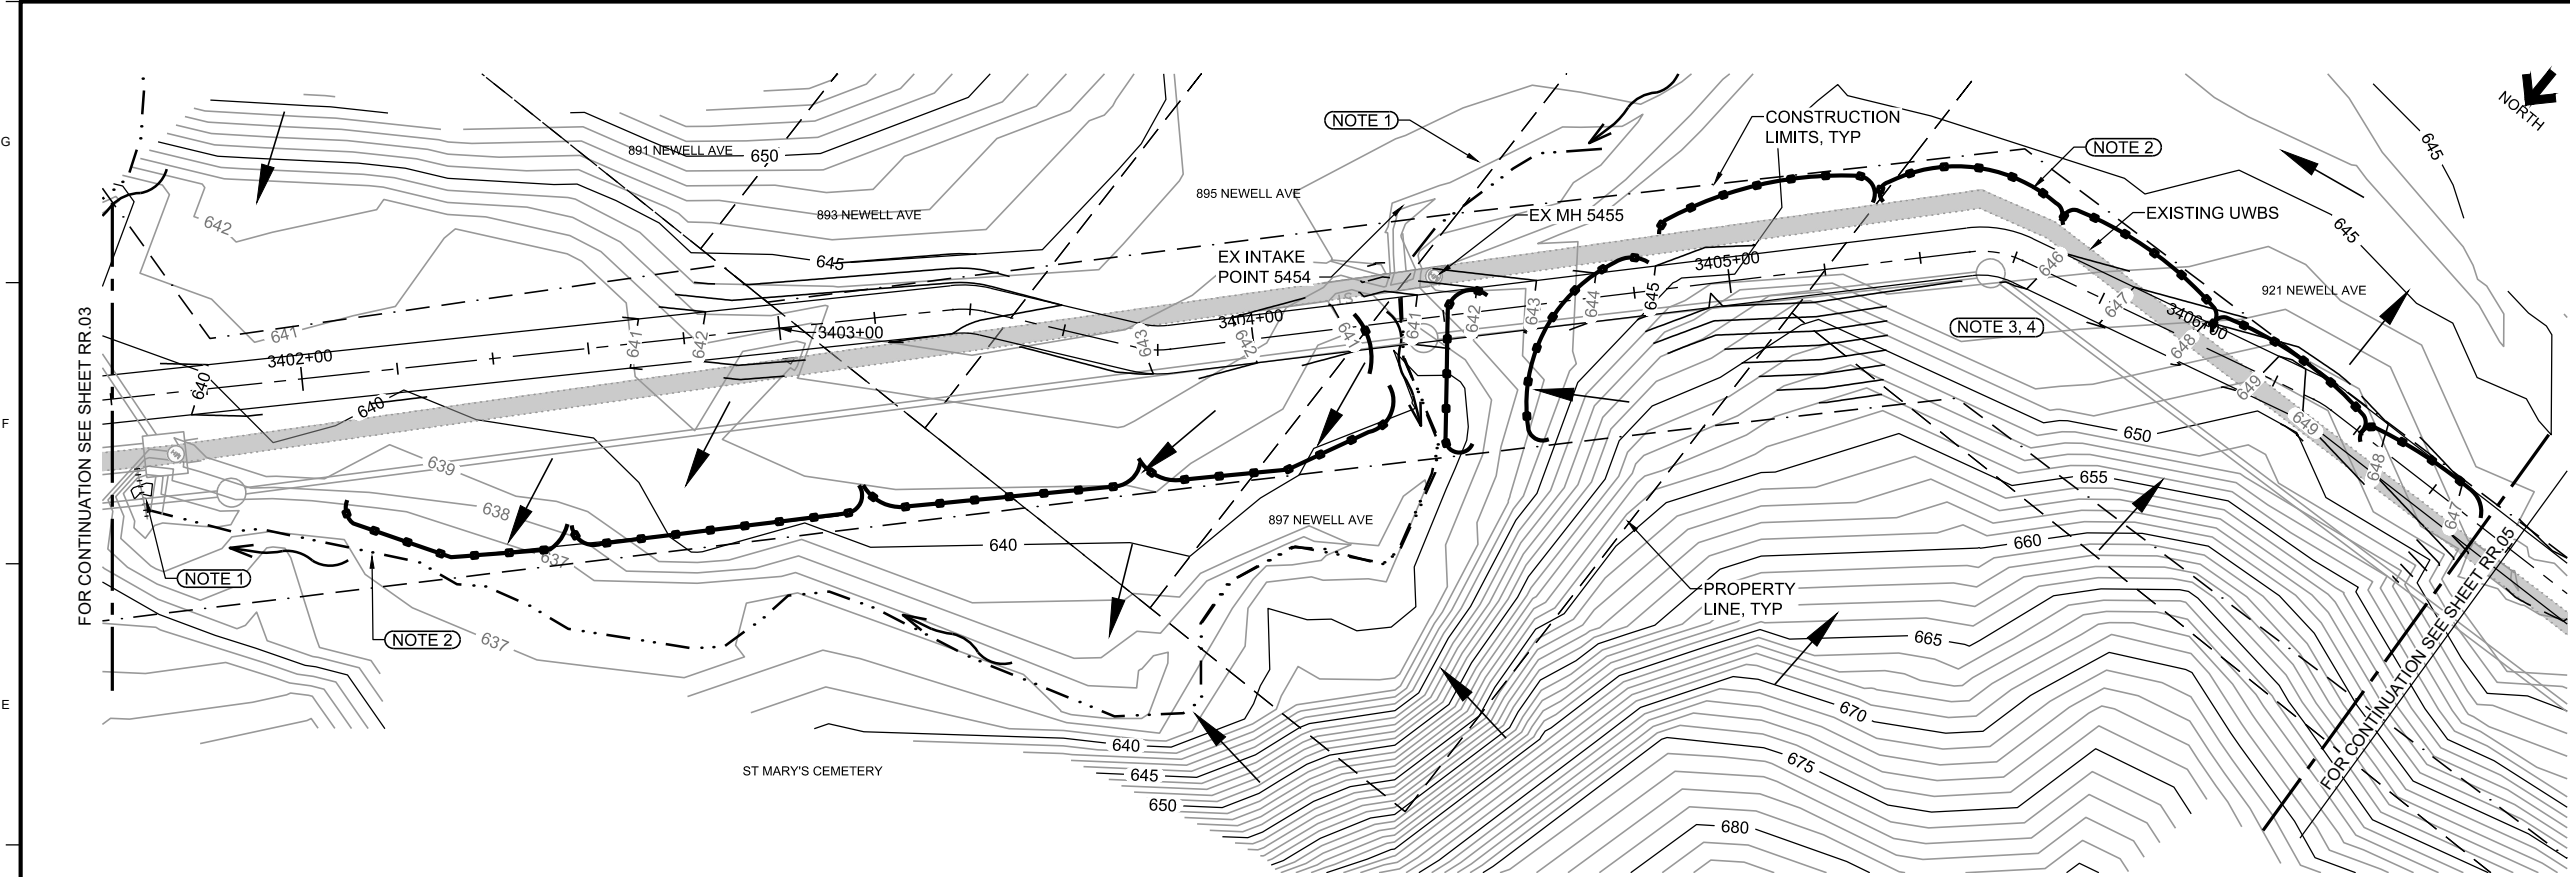 G
F
E
NORTH
NOTE 1
CONSTRUCTION
LIMITS, TYP
NOTE 2
645
891 NEWELL AVE
650
895 NEWELL AVE
893 NEWELL AVE
EX MH 5455
EXISTING UWBS
642
645
645
EX INTAKE
POINT 5454
3405+00
646
921 NEWELL AVE
647
644
645
643
642
641
3404+00
3406+00
NOTE 3, 4
641
3403+00
641
642
643
642
641
648
3402+00
FOR CONTINUATION SEE SHEET RR.03
640
640
649
649
650
639
648
655
638
897 NEWELL AVE
647
637
640
660
NOTE 1
PROPERTY
LINE, TYP
NOTE 2
637
665
FOR CONTINUATION SEE SHEET RR.05
670
640
ST MARY'S CEMETERY
645
675
650
680